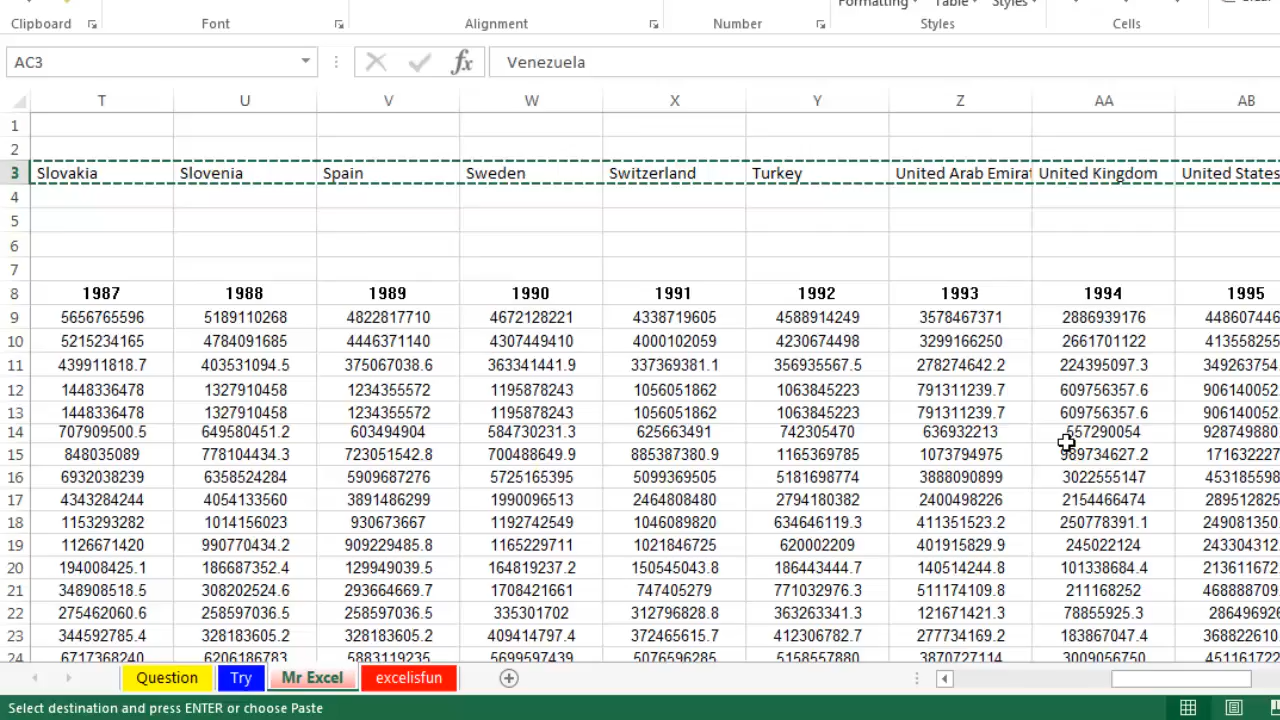 Formatting Table Styles
Clipboard Font Alignment Number Styles Cells
AC3 fx Venezuela
T U V W X Y Z AA AB
1
2
3 Slovakia Slovenia Spain Sweden Switzerland Turkey United Arab Emirat United Kingdom United States
4
5
6
7
8 1987 1988 1989 1990 1991 1992 1993 1994 1995
9 5656765596 5189110268 4822817710 4672128221 4338719605 4588914249 3578467371 2886939176 448607446
10 5215234165 4784091685 4446371140 4307449410 4000102059 4230674498 3299166250 2661701122 413558255
11 439911818.7 403531094.5 375067038.6 363341441.9 337369381.1 356935567.5 278274642.2 224395097.3 349263754
12 1448336478 1327910458 1234355572 1195878243 1056051862 1063845223 791311239.7 609756357.6 906140052
13 1448336478 1327910458 1234355572 1195878243 1056051862 1063845223 791311239.7 609756357.6 906140052
14 707909500.5 649580451.2 603494904 584730231.3 625663491 742305470 636932213 557290054 928749880
15 848035089 778104434.3 723051542.8 700488649.9 885387380.9 1165369785 1073794975 989734627.2 171632227
16 6932038239 6358524284 5909687276 5725165395 5099369505 5181698774 3888090899 3022555147 453185598
17 4343284244 4054133560 3891486299 1990096513 2464808480 2794180382 2400498226 2154466474 289512825
18 1153293282 1014156023 930673667 1192742549 1046089820 634646119.3 411351523.2 250778391.1 249081350
19 1126671420 990770434.2 909229485.8 1165229711 1021846725 620002209 401915829.9 245022124 243304312
20 194008425.1 186687352.4 129949039.5 164819237.2 150545043.8 186443444.7 140514244.8 101338684.4 213611672
21 348908518.5 308202524.6 293664669.7 1708421661 747405279 771032976.3 511174109.8 211168252 468888709
22 275462060.6 258597036.5 258597036.5 335301702 312796828.8 363263341.3 121671421.3 78855925.3 286496926
23 344592785.4 328183605.2 328183605.2 409414797.4 372465615.7 412306782.7 277734169.2 183867047.4 368822610
24 6717368240 6206186783 5883119235 5699597439 5076596285 5158557880 3870727114 3009056750 451161722
Question Try Mr Excel excelisfun
Select destination and press ENTER or choose Paste